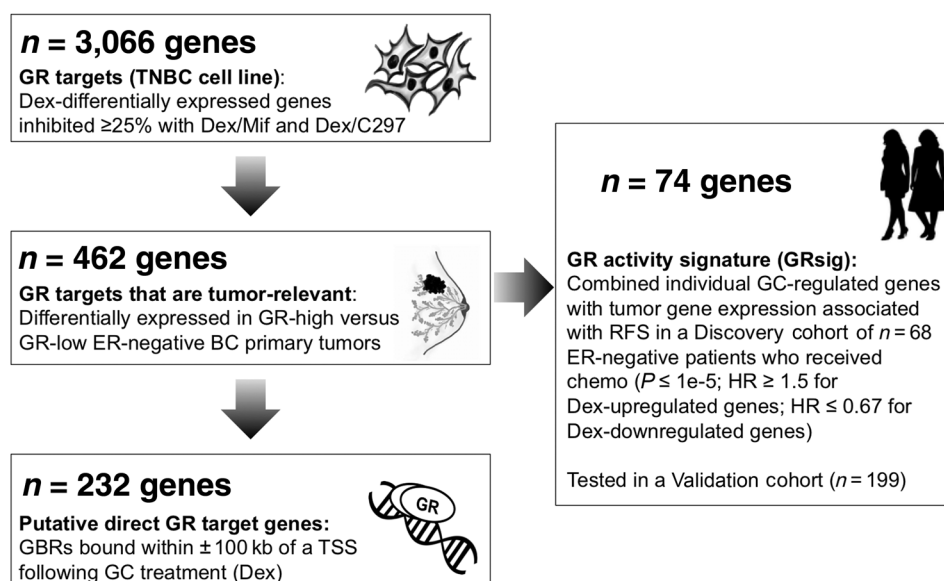 n = 3,066 genes
GR targets (TNBC cell line):
Dex-differentially expressed genes
inhibited ≥25% with Dex/Mif and Dex/C297
n = 462 genes
GR targets that are tumor-relevant:
Differentially expressed in GR-high versus
GR-low ER-negative BC primary tumors
n = 232 genes
Putative direct GR target genes:
GBRs bound within ± 100 kb of a TSS
following GC treatment (Dex)
GR
n = 74 genes
GR activity signature (GRsig):
Combined individual GC-regulated genes
with tumor gene expression associated
with RFS in a Discovery cohort of n = 68
ER-negative patients who received
chemo (P ≤ 1e-5; HR ≥ 1.5 for
Dex-upregulated genes; HR ≤ 0.67 for
Dex-downregulated genes)
Tested in a Validation cohort (n = 199)